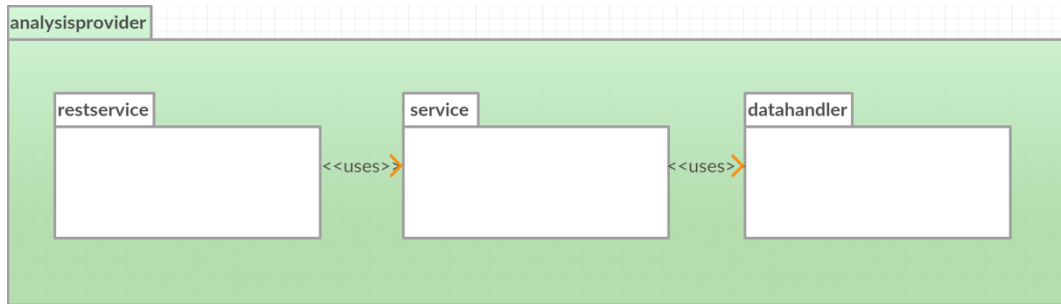 analysisprovider
restservice
service
datahandler
<<uses>>
<<uses>